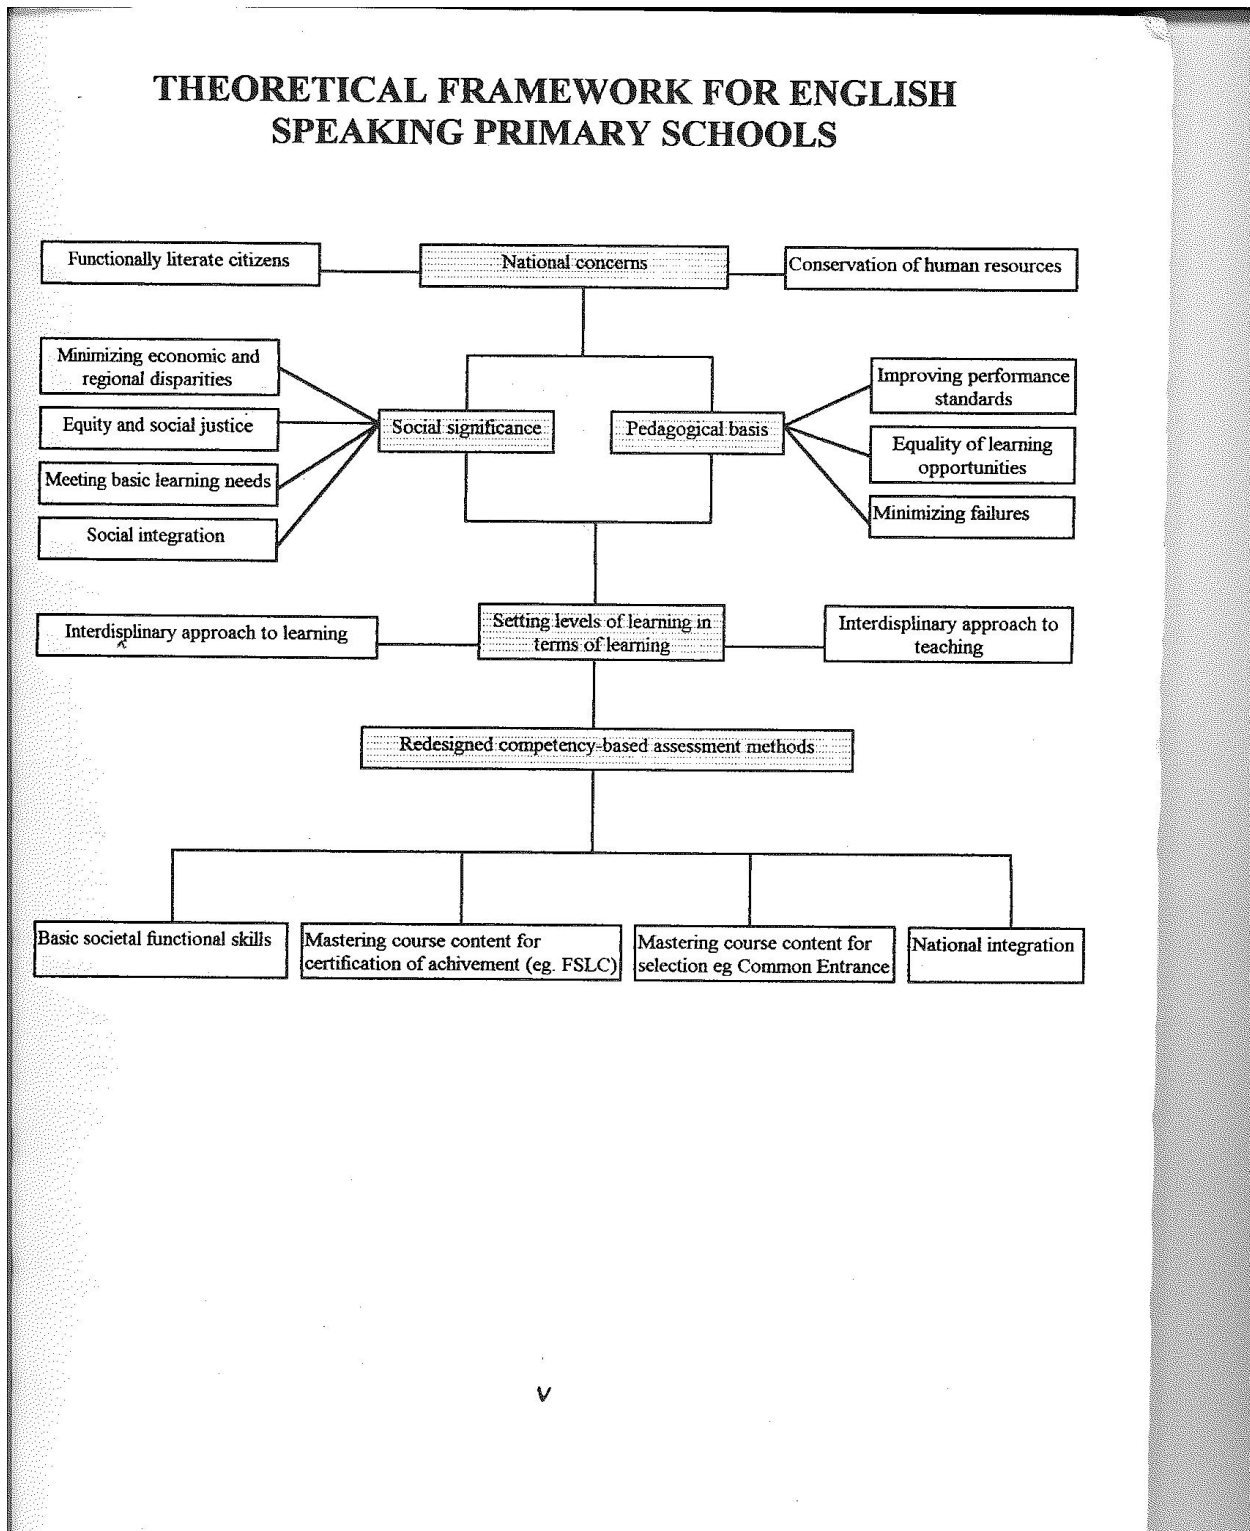 THEORETICAL FRAMEWORK FOR ENGLISH
SPEAKING PRIMARY SCHOOLS
Functionally literate citizens
National concerns
Conservation of human resources
Minimizing economic and
regional disparities
Equity and social justice
Meeting basic learning needs
Social integration
Social significance
Pedagogical basis
Improving performance
standards
Equality of learning
opportunities
Minimizing failures
Interdisplinary approach to learning
Setting levels of learning in
terms of learning
Interdisplinary approach to
teaching
Redesigned competency-based assessment methods
Basic societal functional skills
Mastering course content for
certification of achivement (eg. FSLC)
Mastering course content for
selection eg Common Entrance
National integration
v